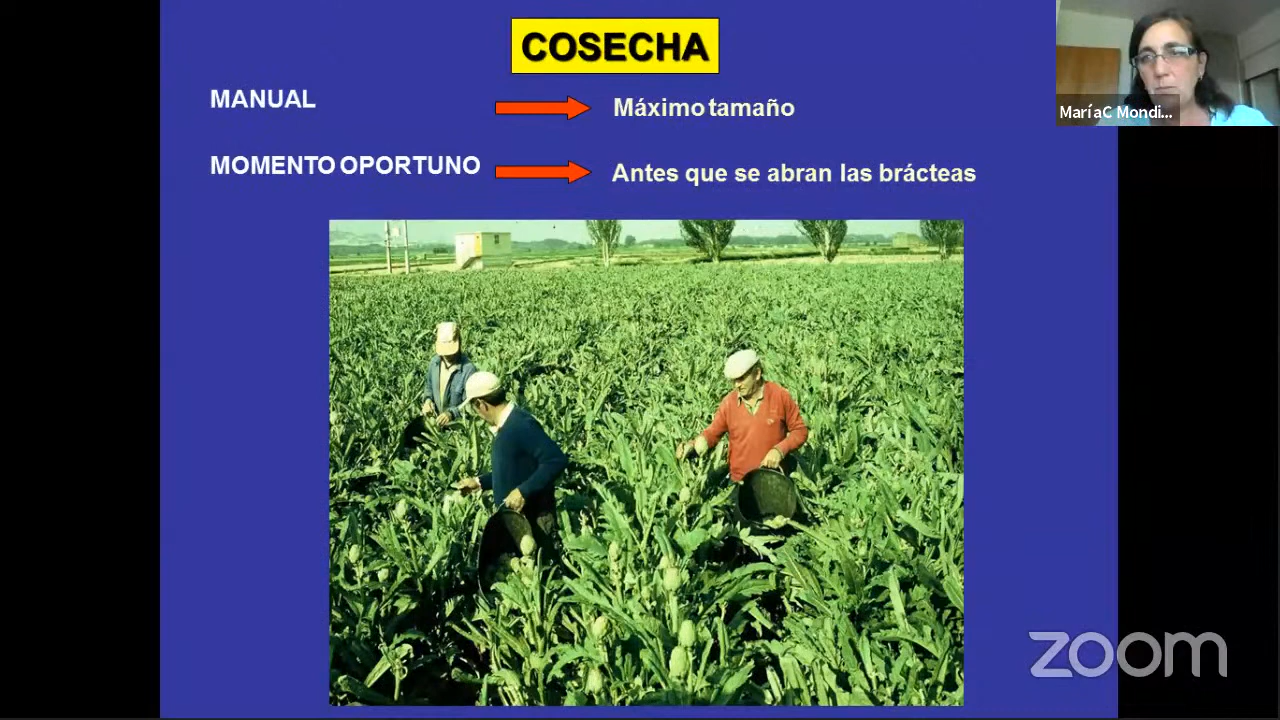 COSECHA
MANUAL
Máximo tamaño
MOMENTO OPORTUNO
Antes que se abran las brácteas
MaríaC Mondi...
zoom